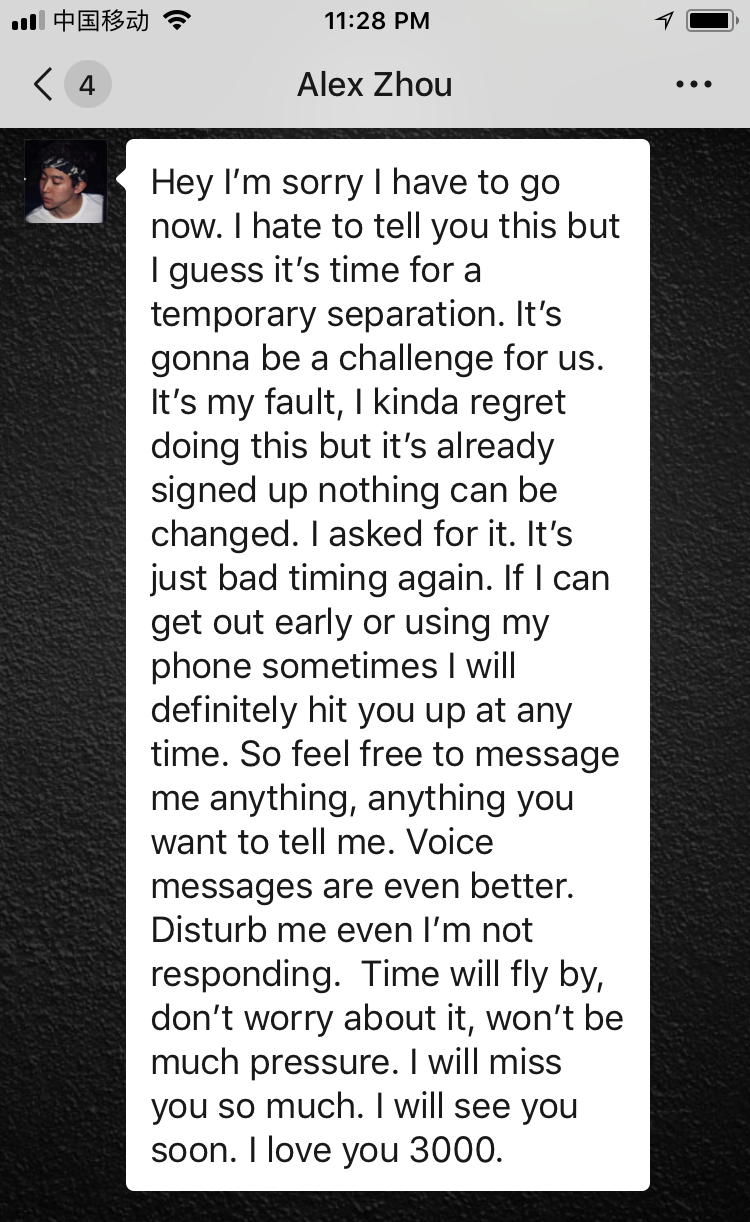 中国移动 11:28 PM
4 Alex Zhou
Hey I’m sorry I have to go
now. I hate to tell you this but
I guess it’s time for a
temporary separation. It’s
gonna be a challenge for us.
It’s my fault, I kinda regret
doing this but it’s already
signed up nothing can be
changed. I asked for it. It’s
just bad timing again. If I can
get out early or using my
phone sometimes I will
definitely hit you up at any
time. So feel free to message
me anything, anything you
want to tell me. Voice
messages are even better.
Disturb me even I’m not
responding.  Time will fly by,
don’t worry about it, won’t be
much pressure. I will miss
you so much. I will see you
soon. I love you 3000.